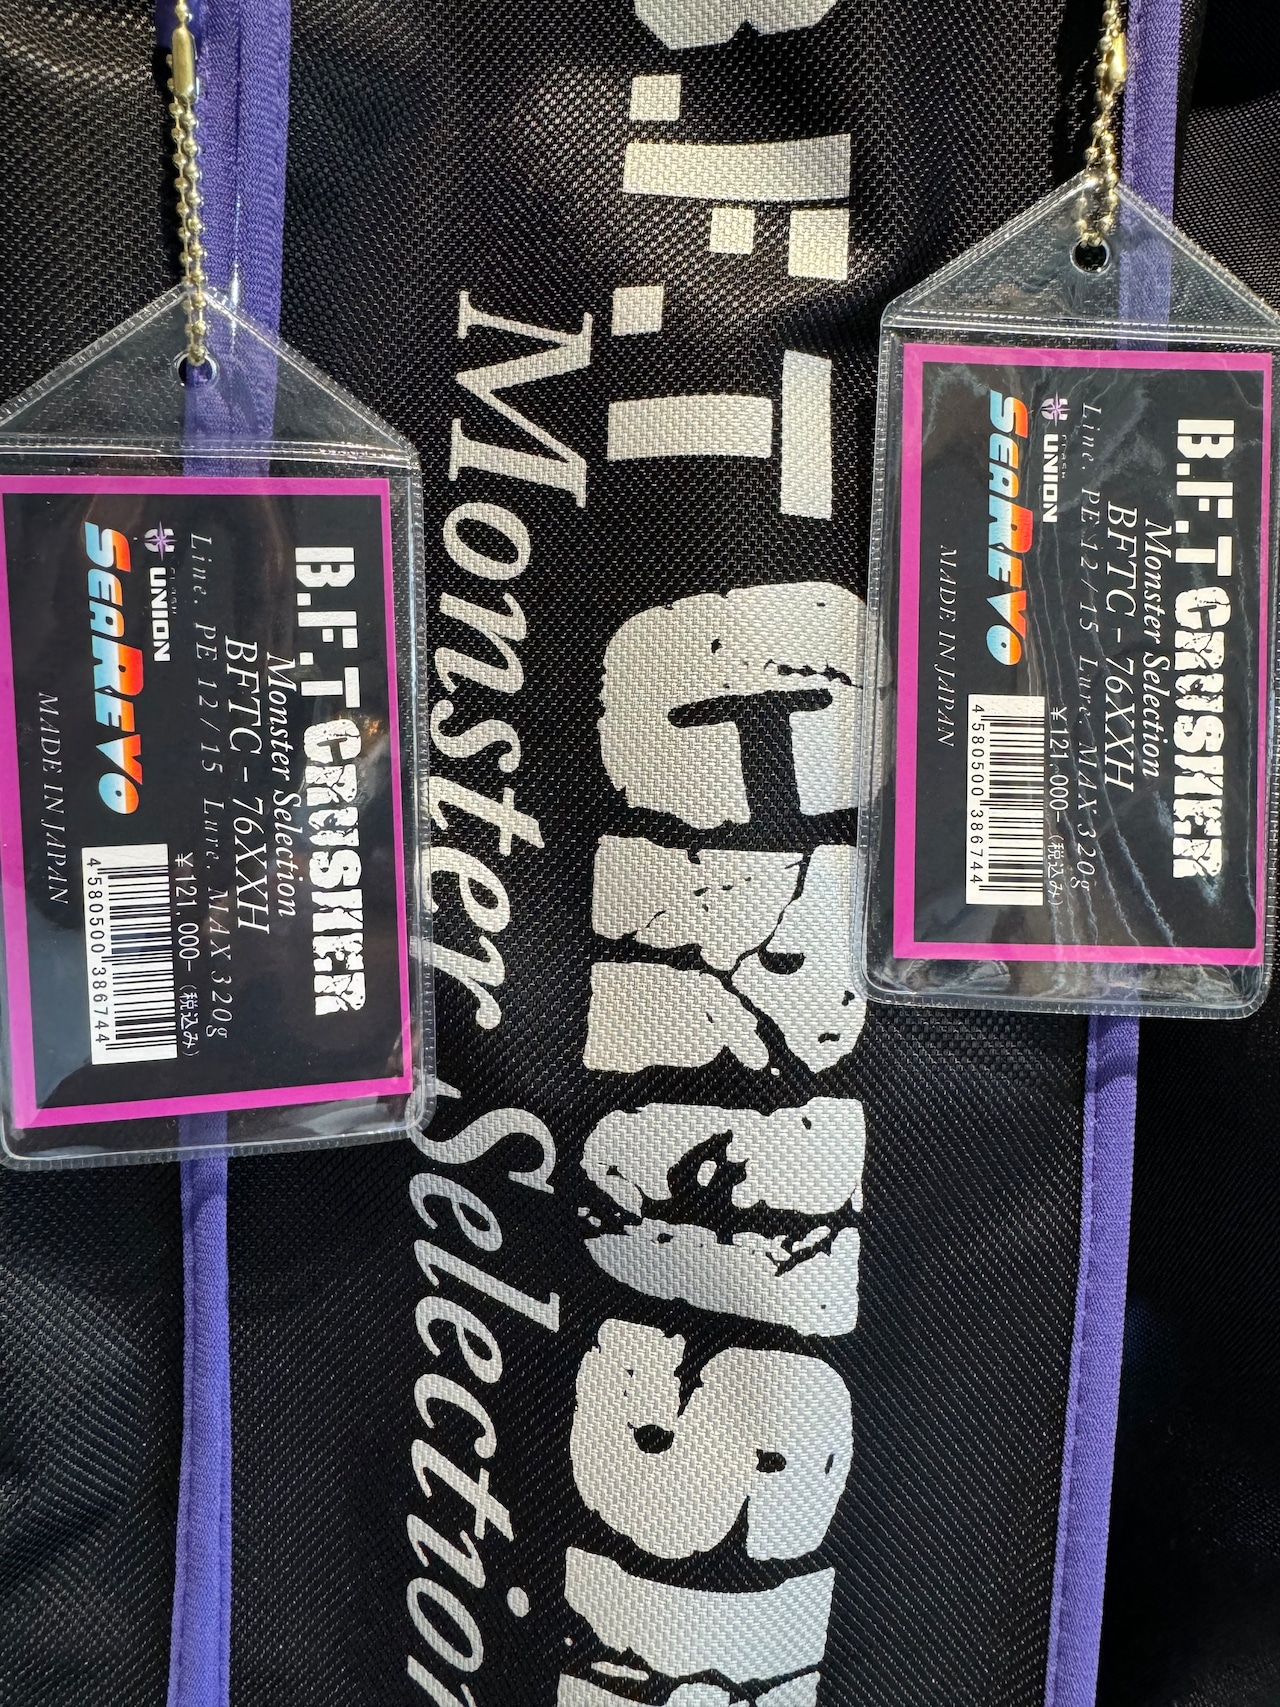 B.F.T CRUSH
Monster Selection
B.F.T CRUSHER
Monster Selection
BFTC - 76XXH
Line. PE 12/15 Lure. MAX 320g
¥121,000-(税込み)
UNION
SEAREVO
4 580500 386744
MADE IN JAPAN
B.F.T CRUSHER
Monster Selection
BFTC - 76XXH
Line. PE 12/15 Lure. MAX 320g
¥121,000-(税込み)
UNION
SEAREVO
4 580500 386744
MADE IN JAPAN